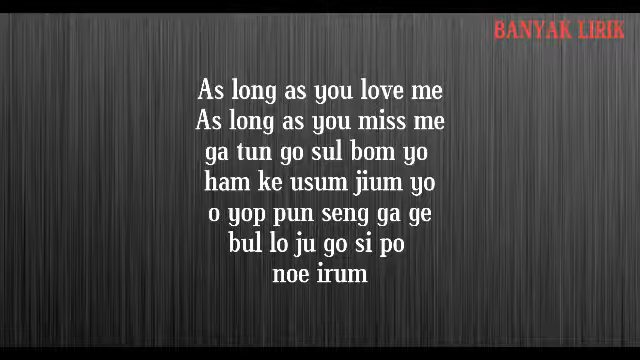 BANYAK LIRIK
As long as you love me
As long as you miss me
ga tun go sul bom yo
ham ke usum jium yo
o yop pun seng ga ge
bul lo ju go si po
noe irum